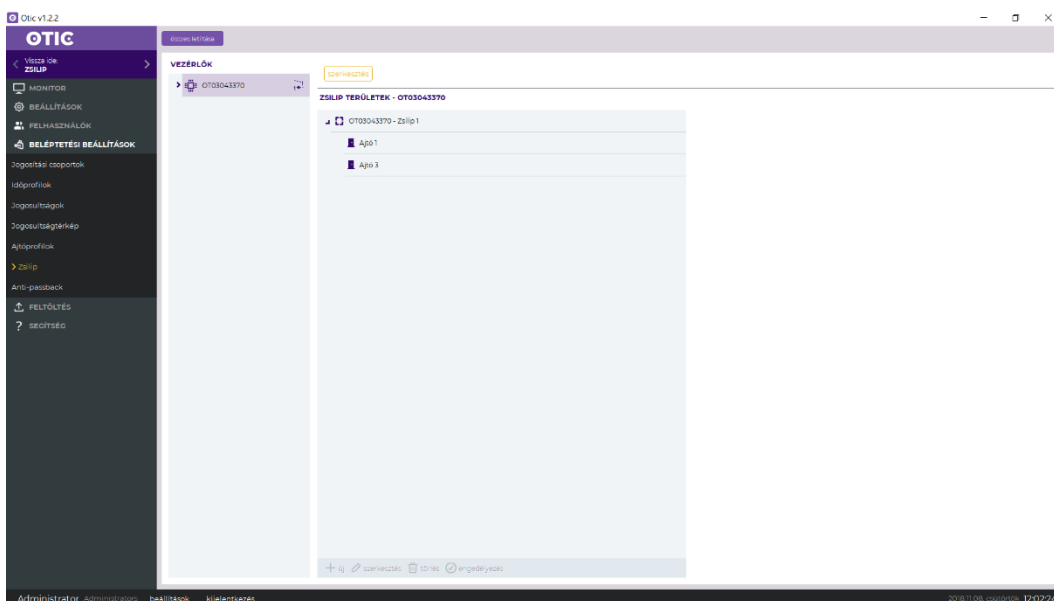 Otic v1.2.2
OTIC
összes letiltása
Vissza ide:
ZSILIP
MONITOR
BEÁLLÍTÁSOK
FELHASZNÁLÓK
BELÉPTETÉSI BEÁLLÍTÁSOK
Jogosítási csoportok
Időprofilok
Jogosultságok
Jogosultságtérkép
Ajtóprofilok
Zsilip
Anti-passback
FELTÖLTÉS
SEGÍTSÉG
VEZÉRLŐK
OT03043370
szerkesztés
ZSILIP TERÜLETEK - OT03043370
OT03043370 - Zsilip 1
Ajtó 1
Ajtó 3
új szerkesztés törlés engedélyezés
Administrator Administrators beállítások kijelentkezés
2018.11.08. csütörtök 12:02:24